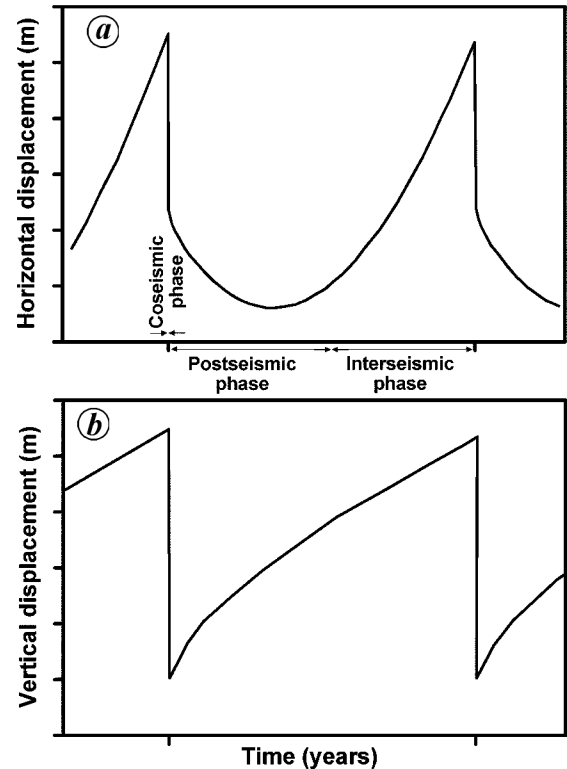 a
Horizontal displacement (m)
Coseismic
phase
Postseismic
phase
Interseismic
phase
b
Vertical displacement (m)
Time (years)